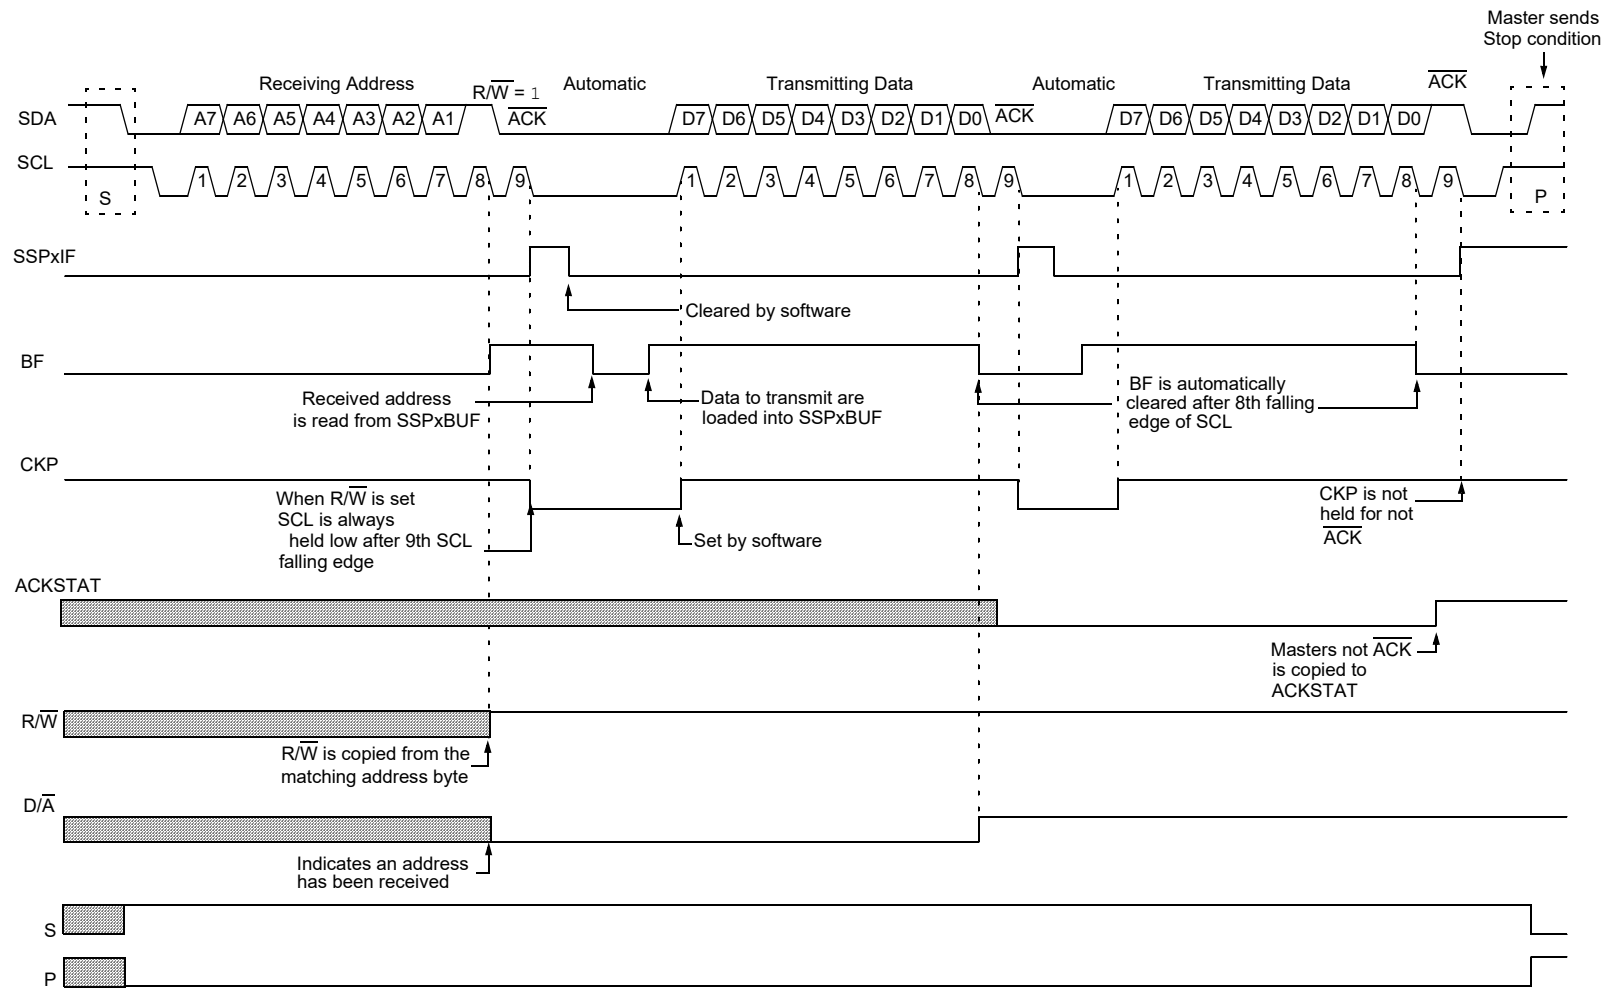 Master sends
Stop condition
Receiving Address
R/W = 1
Automatic
Transmitting Data
Automatic
Transmitting Data
ACK
SDA
A7 A6 A5 A4 A3 A2 A1
ACK
D7 D6 D5 D4 D3 D2 D1 D0
ACK
D7 D6 D5 D4 D3 D2 D1 D0
SCL
1 2 3 4 5 6 7 8 9
1 2 3 4 5 6 7 8 9
1 2 3 4 5 6 7 8 9
S
P
SSPxIF
Cleared by software
BF
Received address
is read from SSPxBUF
Data to transmit are
loaded into SSPxBUF
BF is automatically
cleared after 8th falling
edge of SCL
CKP
When R/W is set
SCL is always
held low after 9th SCL
falling edge
Set by software
CKP is not
held for not
ACK
ACKSTAT
Masters not ACK
is copied to
ACKSTAT
R/W
R/W is copied from the
matching address byte
D/A
Indicates an address
has been received
S
P